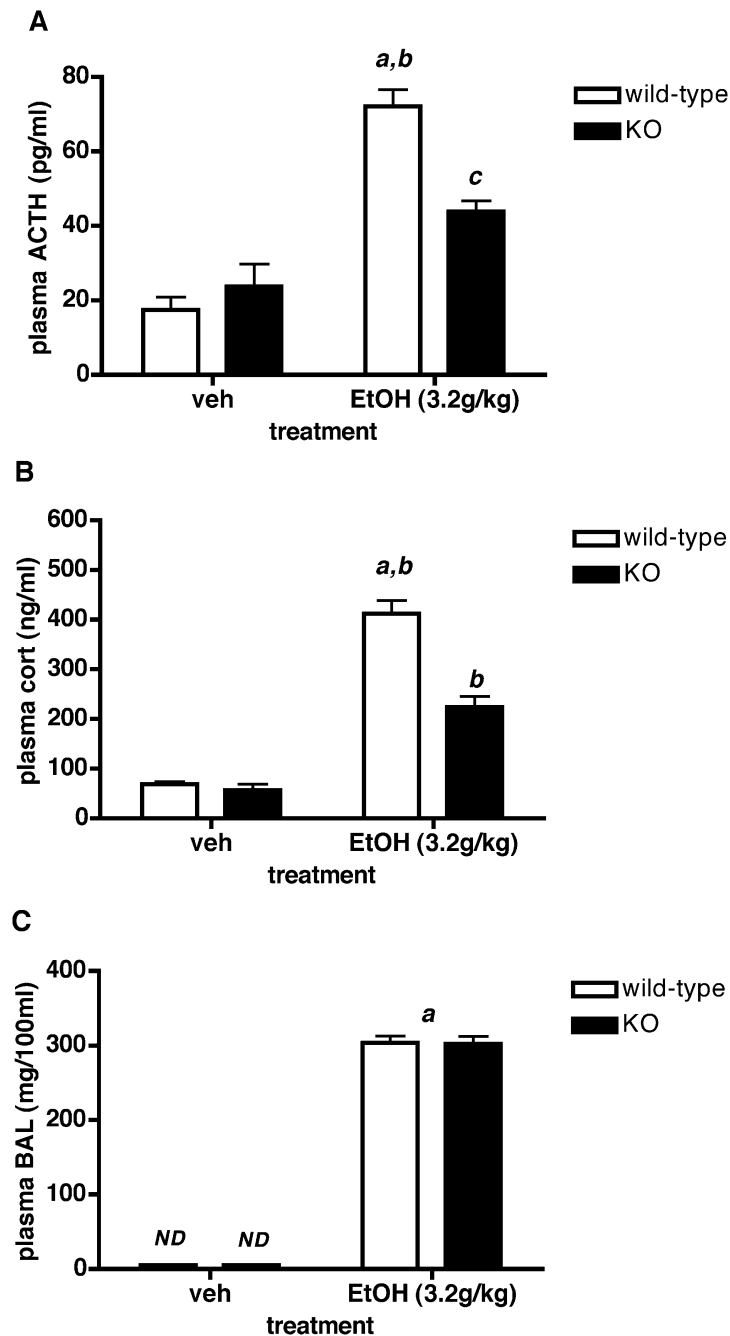 A
a,b
80
60
40
20
0
plasma ACTH (pg/ml)
c
wild-type
KO
veh
EtOH (3.2g/kg)
treatment
B
600
500
400
300
200
100
0
plasma cort (ng/ml)
a,b
b
wild-type
KO
veh
EtOH (3.2g/kg)
treatment
C
400
300
200
100
0
plasma BAL (mg/100ml)
a
ND
ND
wild-type
KO
veh
EtOH (3.2g/kg)
treatment